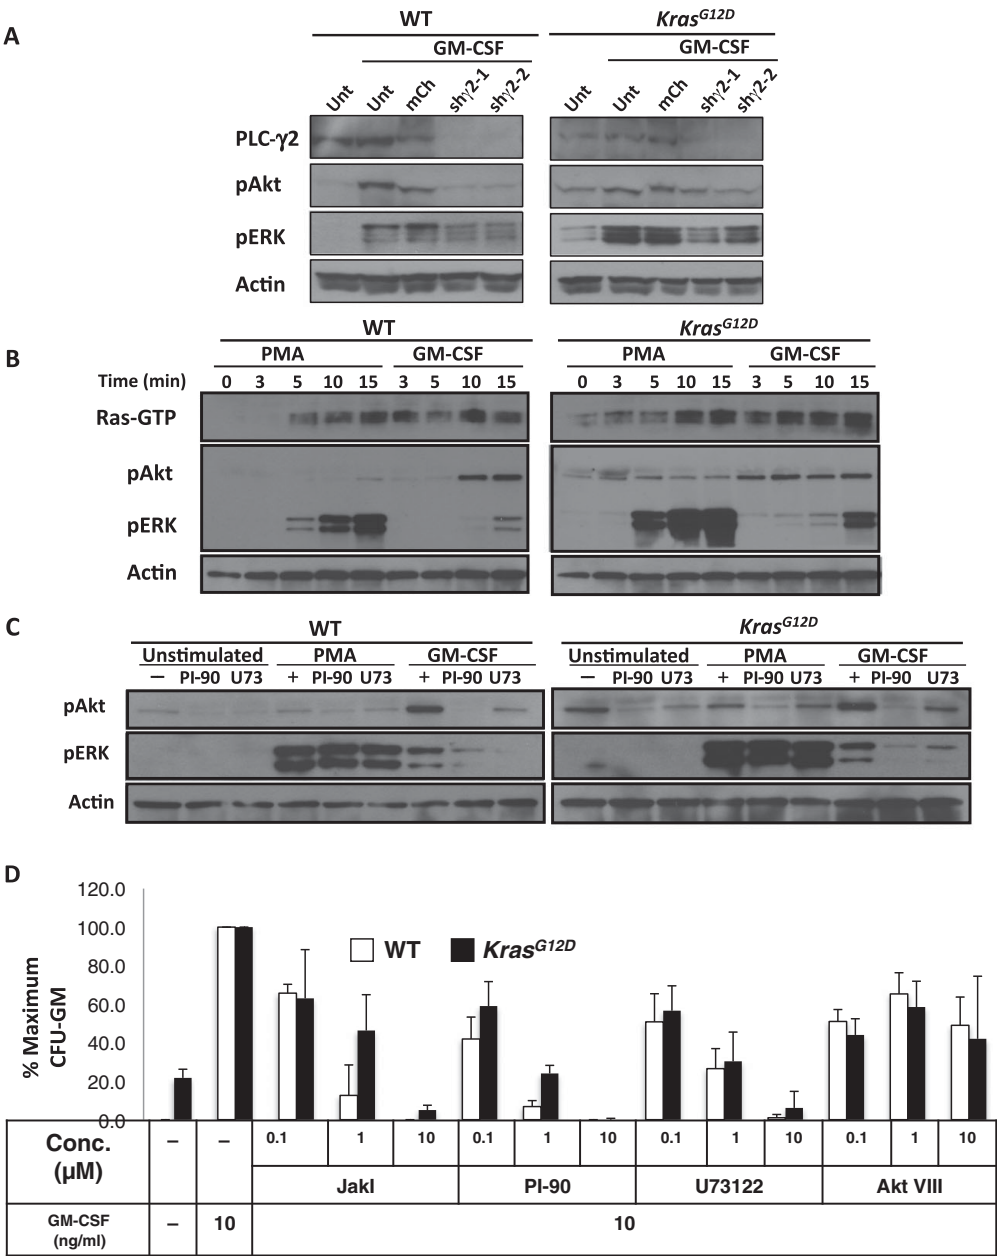 A
WT
Kras^G12D
GM-CSF
GM-CSF
Unt Unt mCh shγ2-1 shγ2-2
Unt Unt mCh shγ2-1 shγ2-2
PLC-γ2
pAkt
pERK
Actin
B
WT
Kras^G12D
PMA GM-CSF
PMA GM-CSF
Time (min) 0 3 5 10 15 3 5 10 15
0 3 5 10 15 3 5 10 15
Ras-GTP
pAkt
pERK
Actin
C
WT
Kras^G12D
Unstimulated PMA GM-CSF
Unstimulated PMA GM-CSF
– PI-90 U73 + PI-90 U73 + PI-90 U73
– PI-90 U73 + PI-90 U73 + PI-90 U73
pAkt
pERK
Actin
D
% Maximum
CFU-GM
120.0
100.0
80.0
60.0
40.0
20.0
0.0
WT Kras^G12D
Conc.
(μM)
– – 0.1 1 10 0.1 1 10 0.1 1 10 0.1 1 10
JakI PI-90 U73122 Akt VIII
GM-CSF
(ng/ml)
– 10 10